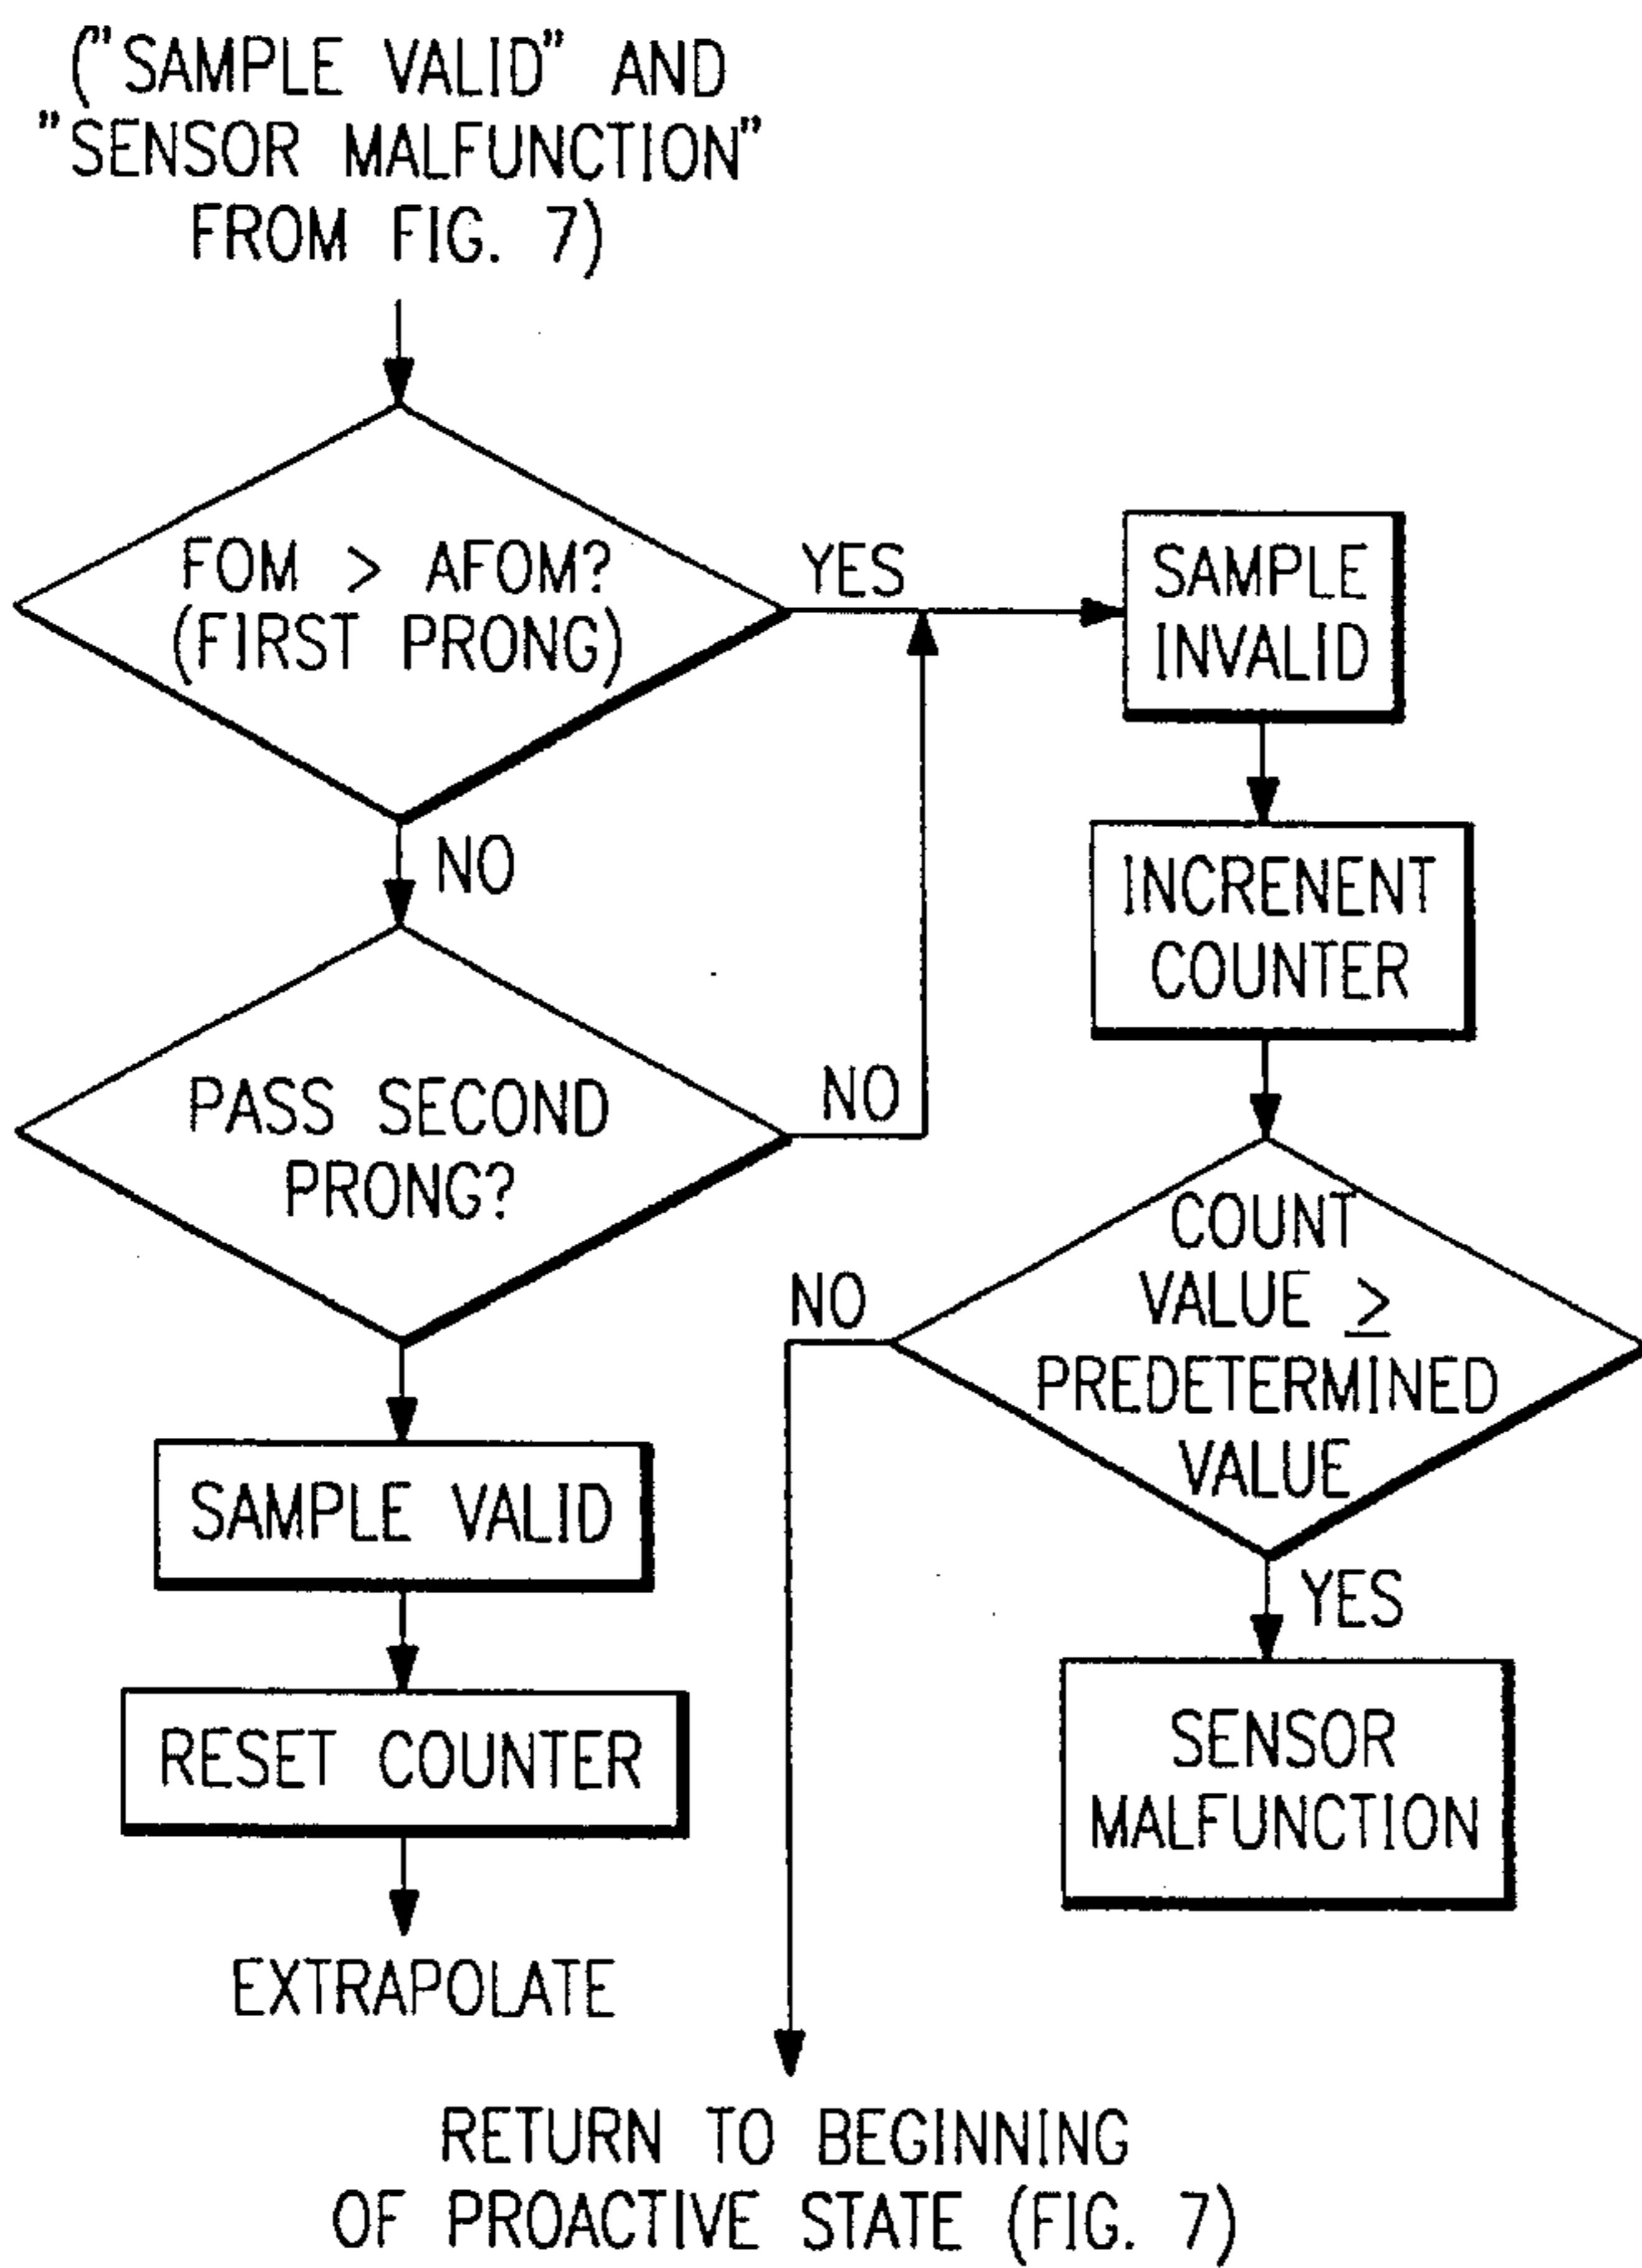 ("SAMPLE VALID" AND
"SENSOR MALFUNCTION"
FROM FIG. 7)
FOM > AFOM?
(FIRST PRONG)
YES
SAMPLE
INVALID
NO
INCRENENT
COUNTER
PASS SECOND
PRONG?
NO
COUNT
VALUE ≥
PREDETERMINED
VALUE
NO
YES
SAMPLE VALID
SENSOR
MALFUNCTION
RESET COUNTER
EXTRAPOLATE
RETURN TO BEGINNING
OF PROACTIVE STATE (FIG. 7)